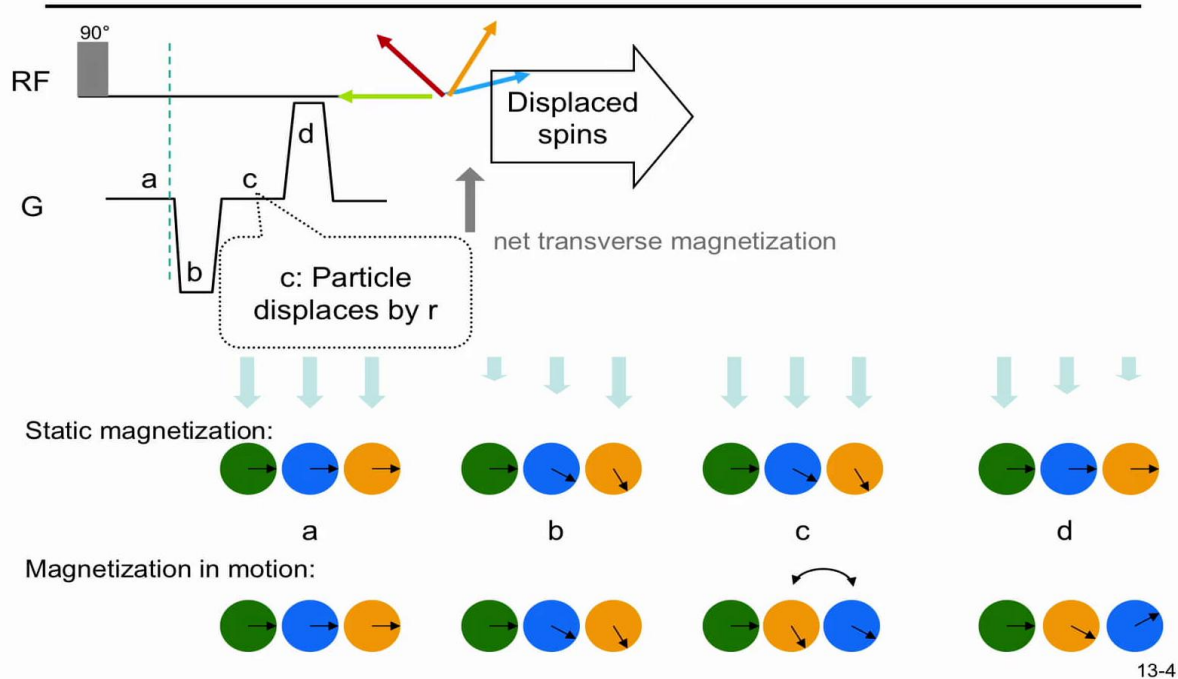 90°
RF
Displaced
spins
d
a
c
G
net transverse magnetization
b
c: Particle
displaces by r
Static magnetization:
a
b
c
d
Magnetization in motion:
13-4